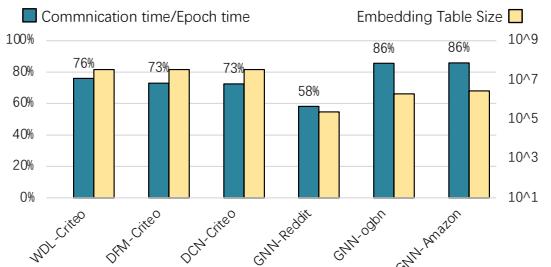 Commnication time/Epoch time Embedding Table Size
100% 10^9
76% 73% 73% 58% 86% 86%
80% 10^7
60% 10^5
40%
20% 10^3
0% 10^1
WDL-Criteo DFM-Criteo DCN-Criteo GNN-Reddit GNN-ogbn GNN-Amazon